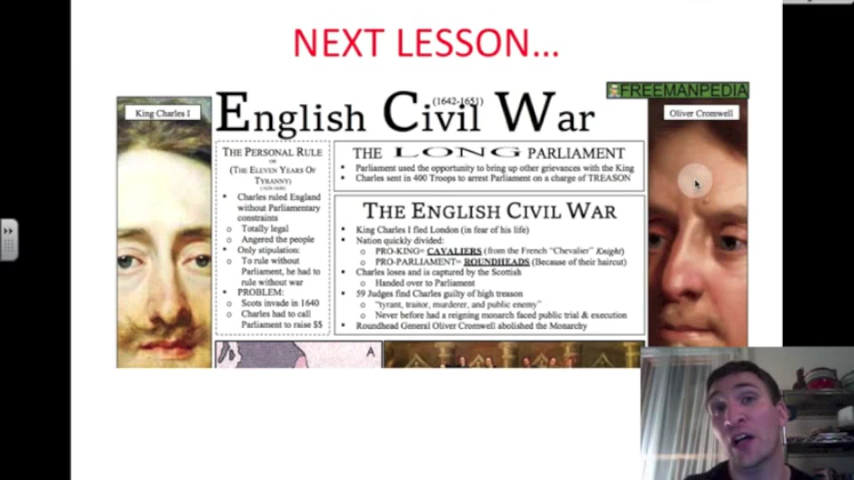 NEXT LESSON...
FREEMANPEDIA
King Charles I
English Civil War
(1642-1651)
Oliver Cromwell
THE PERSONAL RULE
OR
(THE ELEVEN YEARS OF
TYRANNY)
• Charles ruled England
without Parliamentary
constraints
o Totally legal
o Angered the people
• Only stipulation:
o To rule without
Parliament, he had to
rule without war
• PROBLEM:
o Scots invade in 1640
o Charles had to call
Parliament to raise $$
THE LONG PARLIAMENT
• Parliament used the opportunity to bring up other grievances with the King
• Charles sent in 400 Troops to arrest Parliament on a charge of TREASON
THE ENGLISH CIVIL WAR
• King Charles I fled London (in fear of his life)
• Nation quickly divided:
o PRO-KING= CAVALIERS (from the French "Chevalier" Knight)
o PRO-PARLIAMENT= ROUNDHEADS (Because of their haircut)
• Charles loses and is captured by the Scottish
o Handed over to Parliament
• 59 Judges find Charles guilty of high treason
o "tyrant, traitor, murderer, and public enemy"
o Never before had a reigning monarch faced public trial & execution
• Roundhead General Oliver Cromwell abolished the Monarchy
A